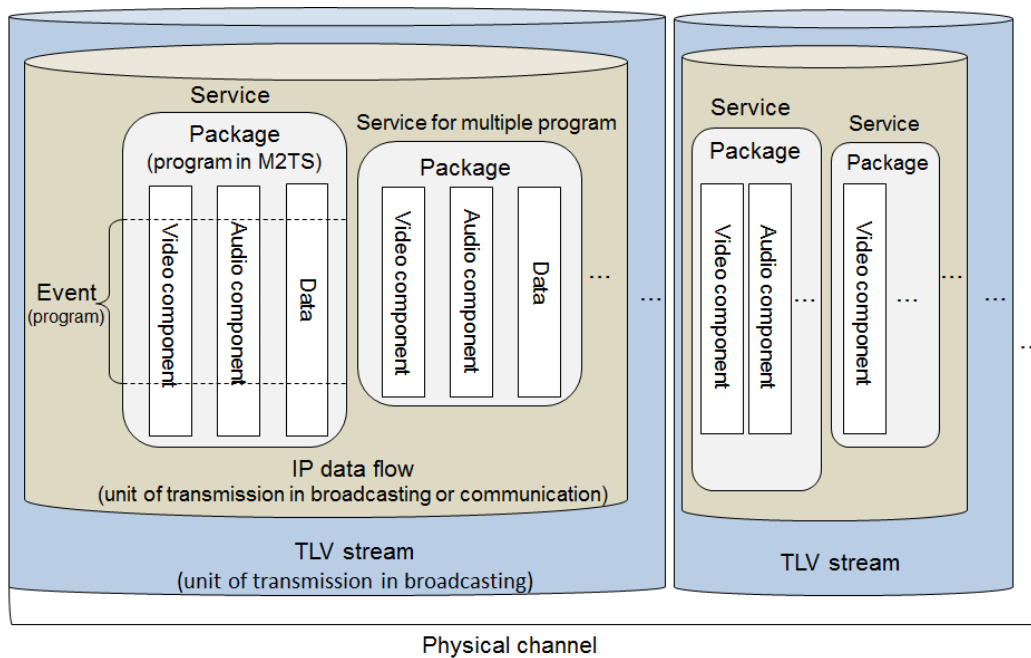 Service
Package
(program in M2TS)
Video component
Audio component
Data
Event
(program)
Service for multiple program
Package
Video component
Audio component
Data
...
...
IP data flow
(unit of transmission in broadcasting or communication)
TLV stream
(unit of transmission in broadcasting)
Service
Package
Video component
Audio component
...
Service
Package
Video component
...
...
...
TLV stream
...
Physical channel